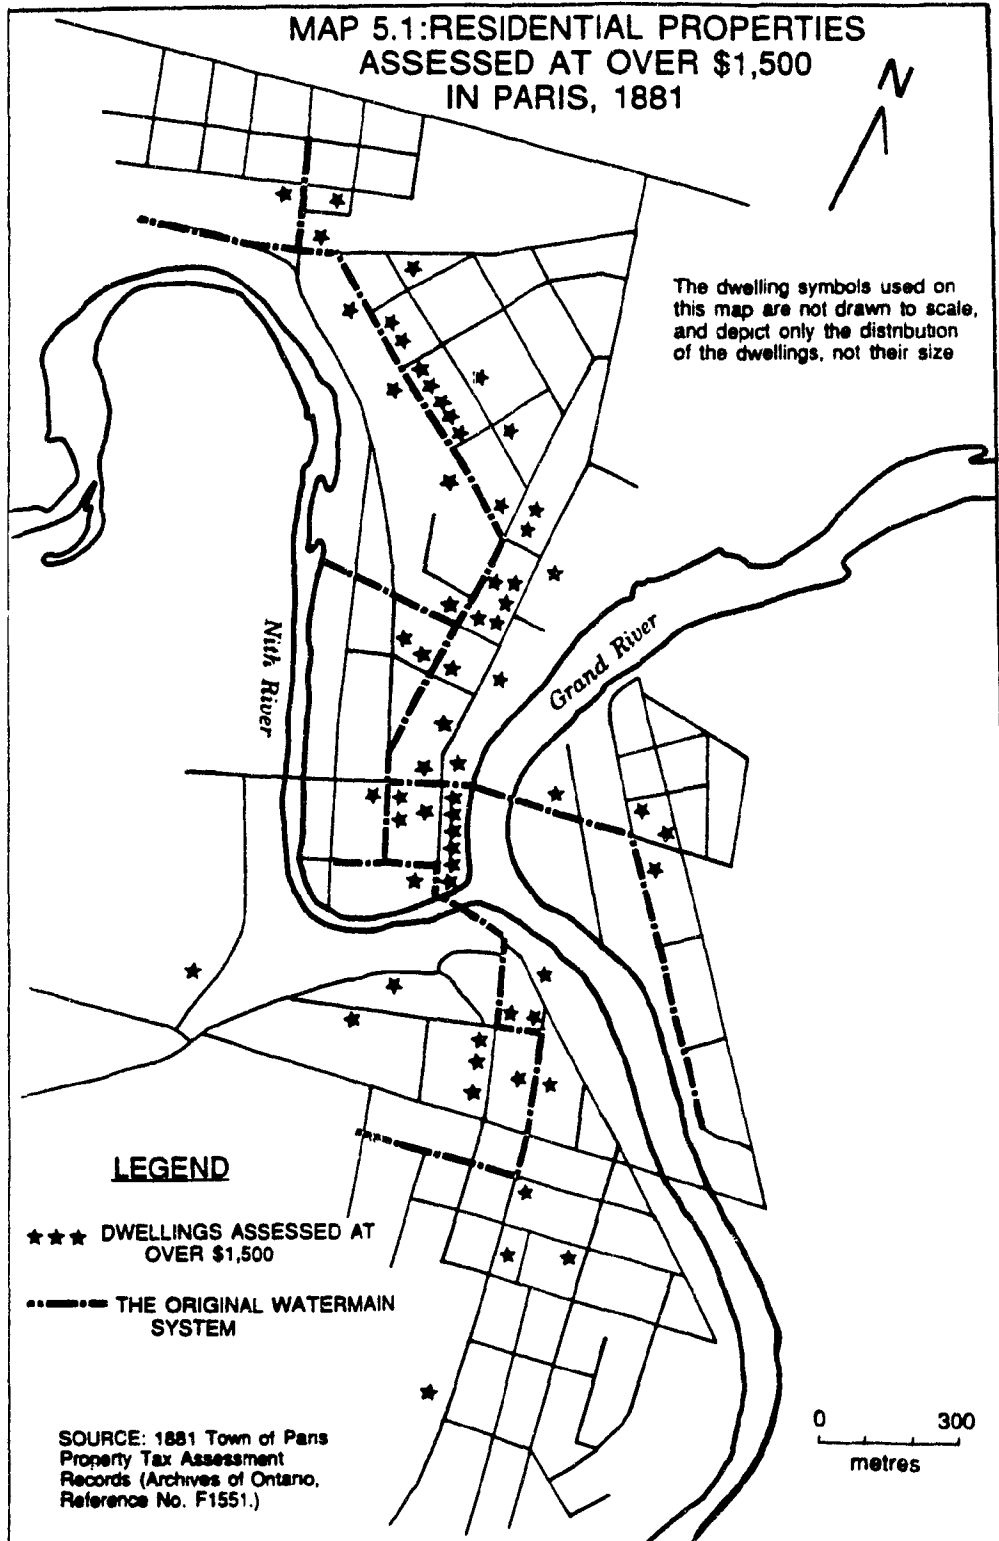 MAP 5.1:RESIDENTIAL PROPERTIES
ASSESSED AT OVER $1,500
IN PARIS, 1881
N
The dwelling symbols used on
this map are not drawn to scale,
and depict only the distribution
of the dwellings, not their size
Nith River
Grand River
LEGEND
DWELLINGS ASSESSED AT
OVER $1,500
THE ORIGINAL WATERMAIN
SYSTEM
SOURCE: 1881 Town of Paris
Property Tax Assessment
Records (Archives of Ontario,
Reference No. F1551.)
0 300
metres